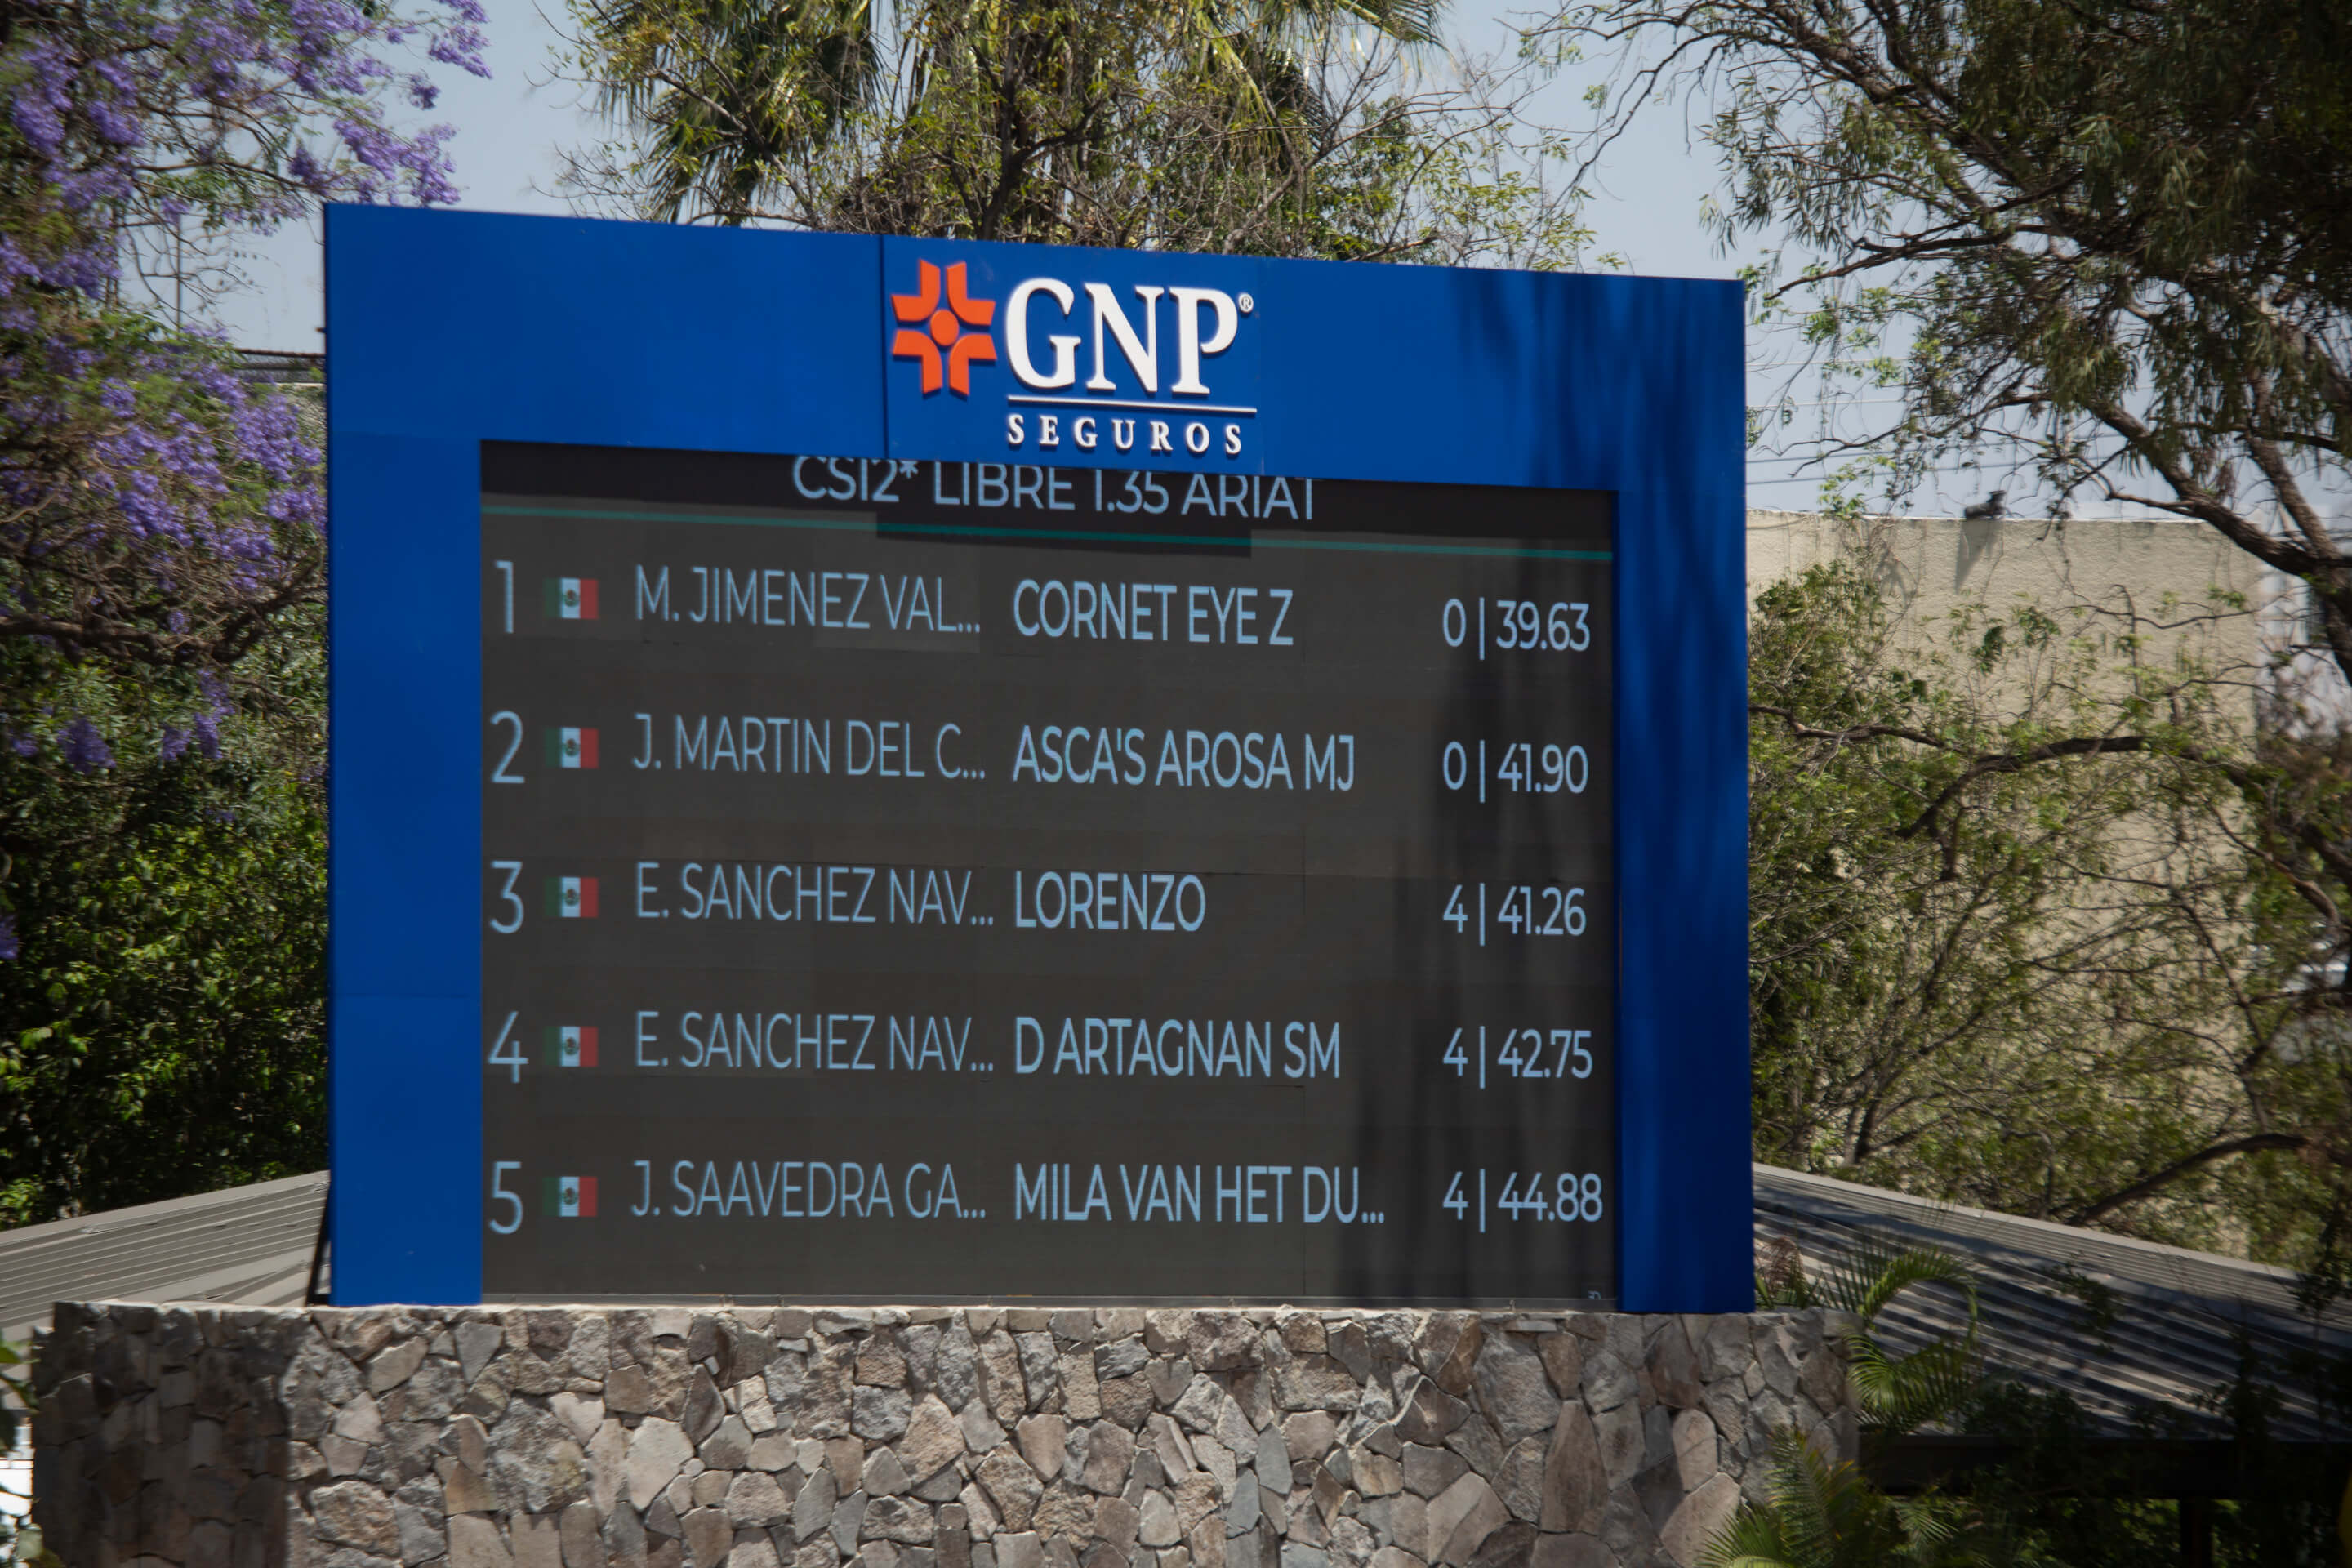 GNP®
SEGUROS
CSI2* LIBRE 1.35 ARIAT
1 M. JIMENEZ VAL... CORNET EYE Z 0 | 39.63
2 J. MARTIN DEL C... ASCA'S AROSA MJ 0 | 41.90
3 E. SANCHEZ NAV... LORENZO 4 | 41.26
4 E. SANCHEZ NAV... D ARTAGNAN SM 4 | 42.75
5 J. SAAVEDRA GA... MILA VAN HET DU... 4 | 44.88